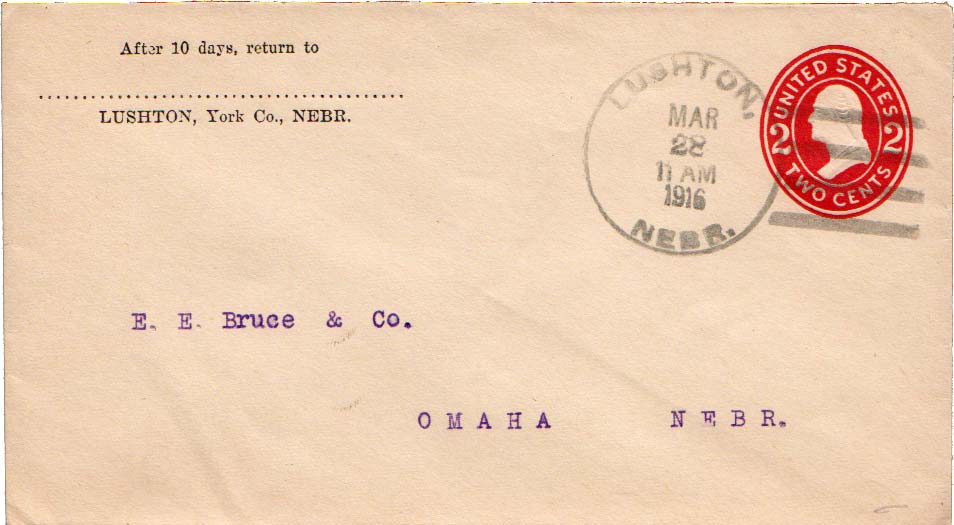 After 10 days, return to
LUSHTON, York Co., NEBR.
LUSHTON,
MAR
28
11 AM
1916
NEBR.
UNITED STATES
2 2
TWO CENTS
E. E. Bruce & Co.
OMAHA NEBR.